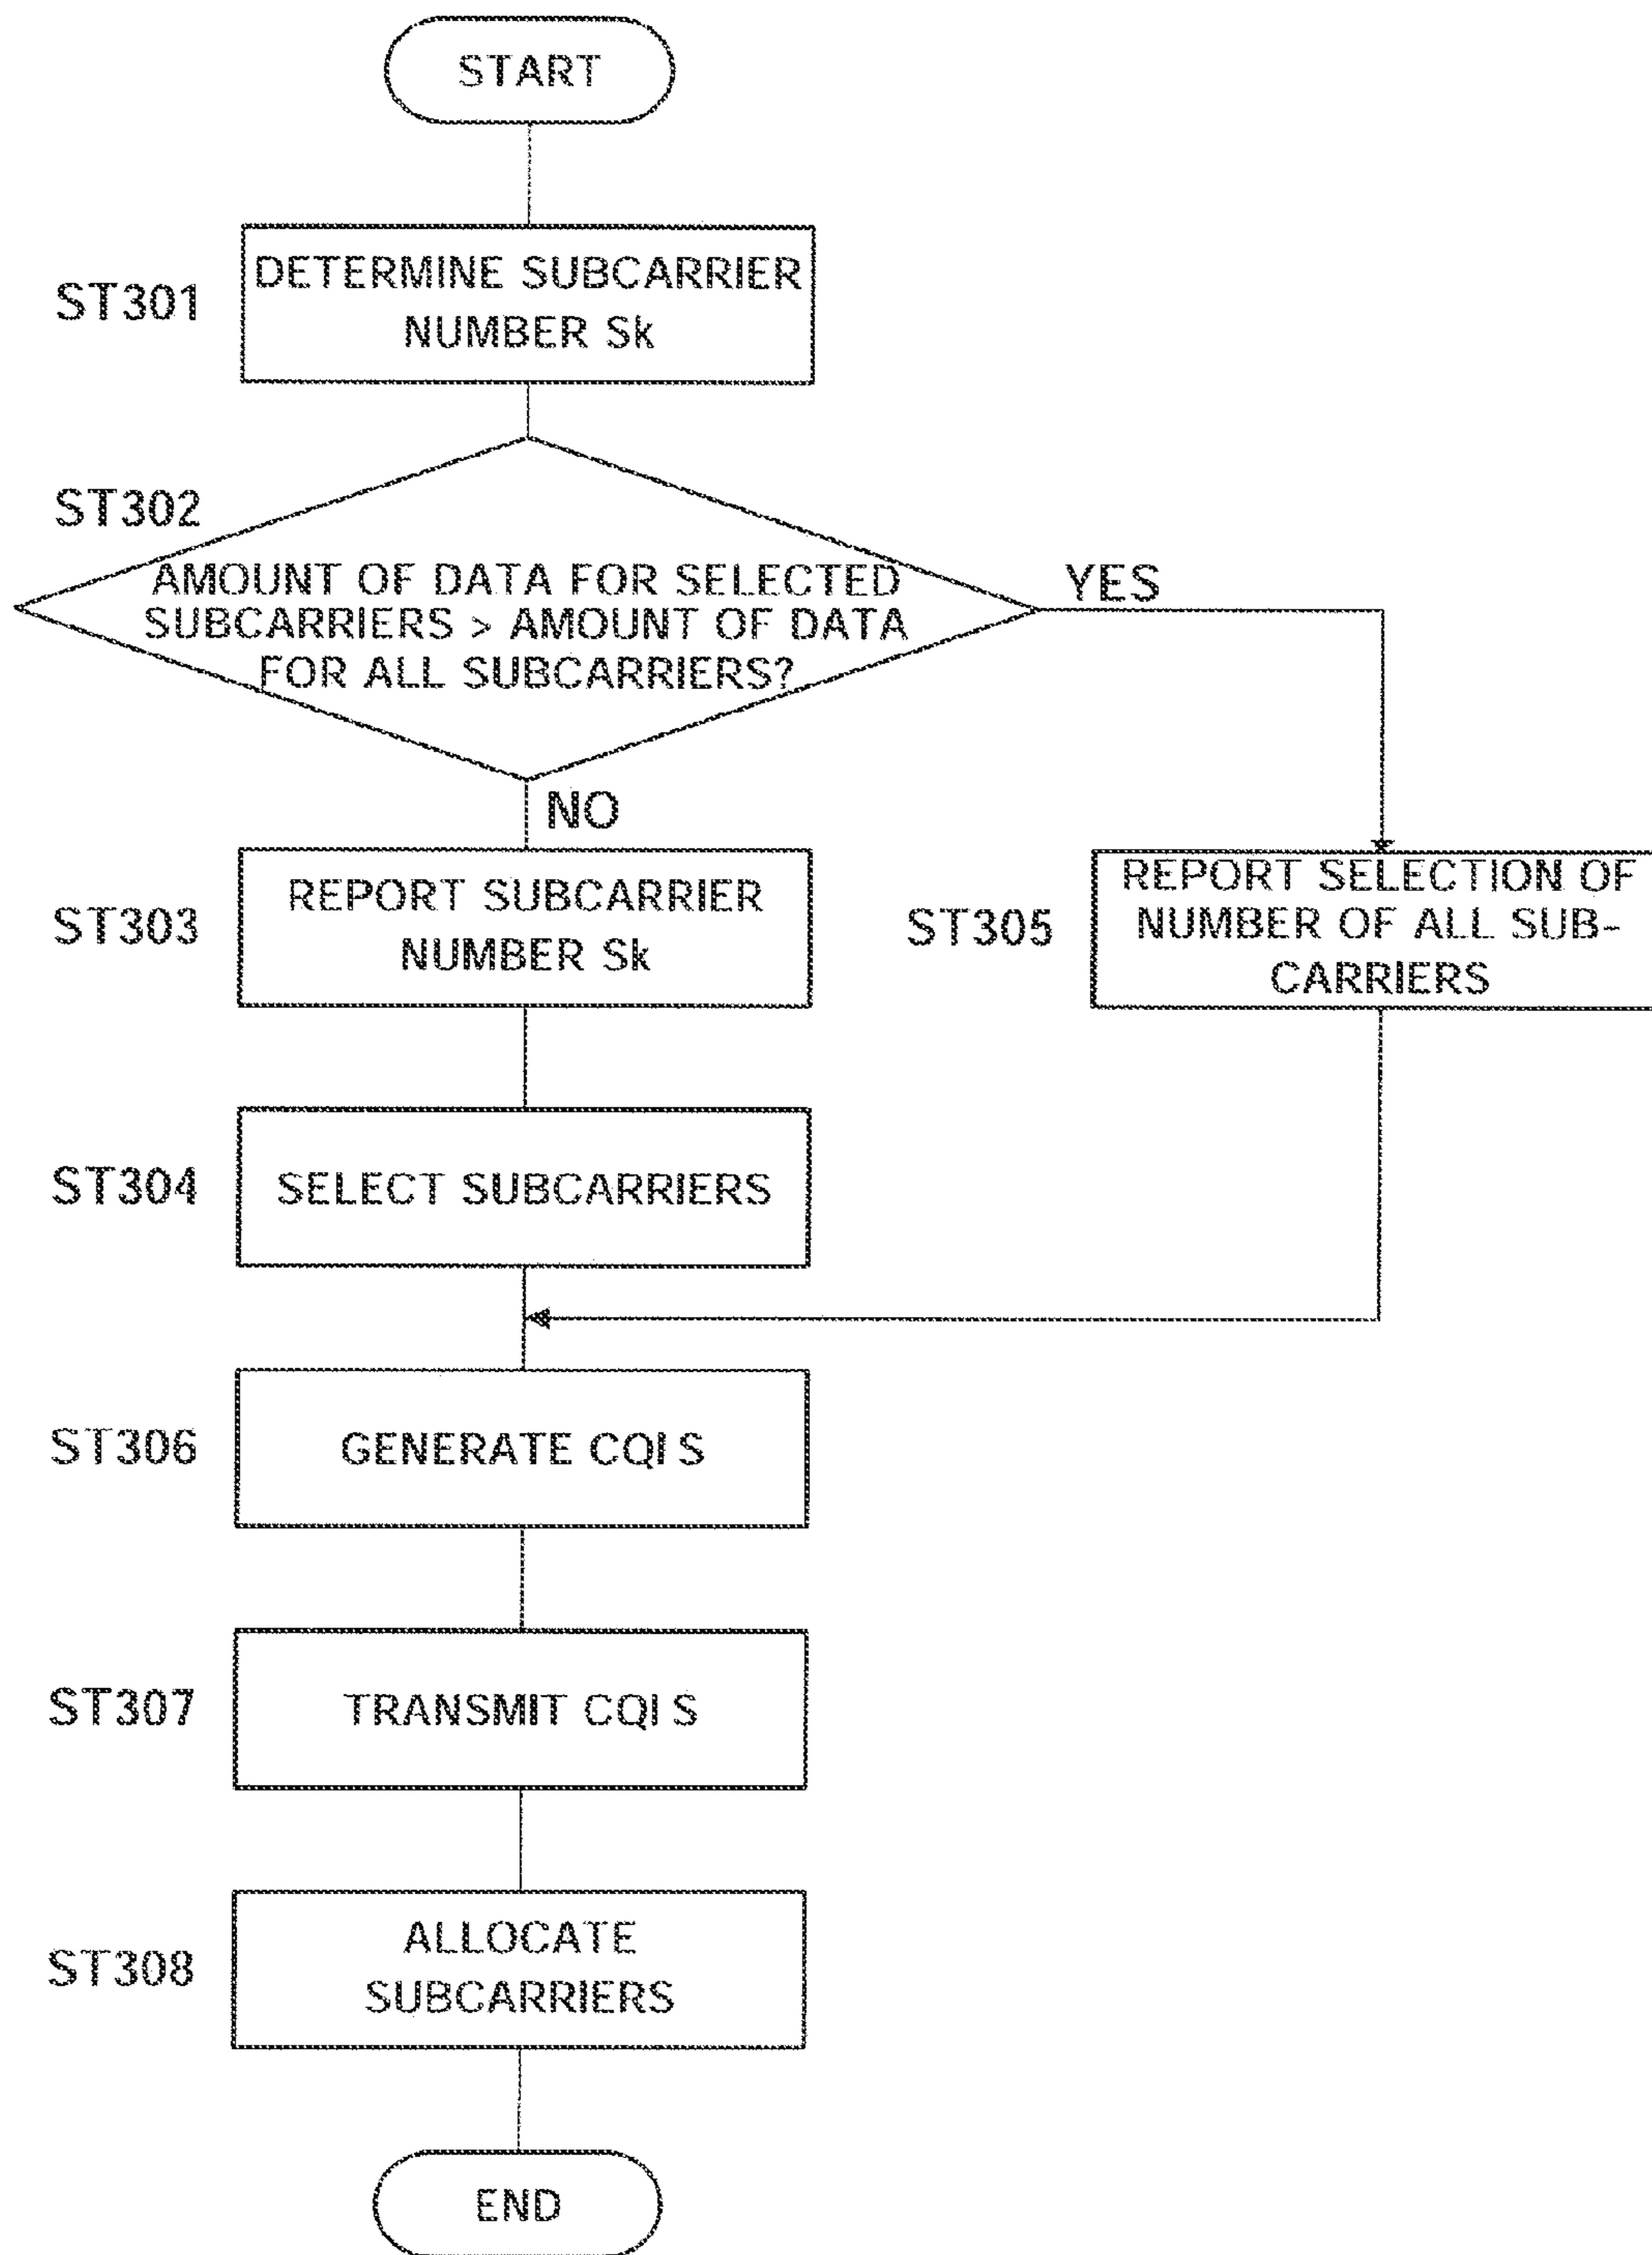 START
ST301
DETERMINE SUBCARRIER
NUMBER Sk
ST302
AMOUNT OF DATA FOR SELECTED
SUBCARRIERS > AMOUNT OF DATA
FOR ALL SUBCARRIERS?
YES
NO
ST303
REPORT SUBCARRIER
NUMBER Sk
ST305
REPORT SELECTION OF
NUMBER OF ALL SUB-
CARRIERS
ST304
SELECT SUBCARRIERS
ST306
GENERATE CQI S
ST307
TRANSMIT CQI S
ST308
ALLOCATE
SUBCARRIERS
END